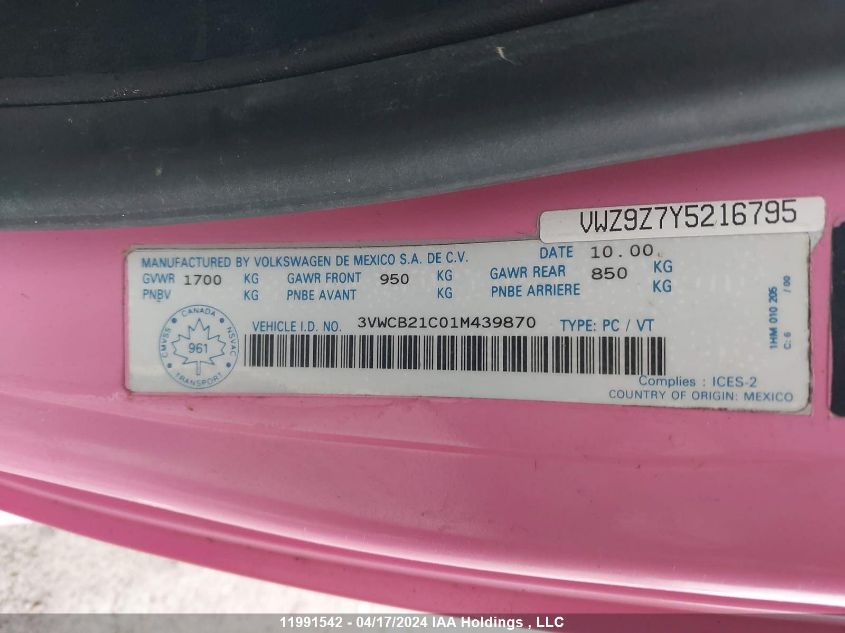 VWZ9Z7Y5216795
MANUFACTURED BY VOLKSWAGEN DE MEXICO S.A. DE C.V. DATE 10.00
GVWR 1700 KG GAWR FRONT 950 KG GAWR REAR 850 KG
PNBV KG PNBE AVANT KG PNBE ARRIERE KG
VEHICLE I.D. NO. 3VWCB21C01M439870 TYPE: PC / VT
CANADA
CMVSS 961 NSVAC
TRANSPORT
Complies : ICES-2
COUNTRY OF ORIGIN: MEXICO
1HM 010 205
C: 6 / 00
11991542 - 04/17/2024 IAA Holdings , LLC